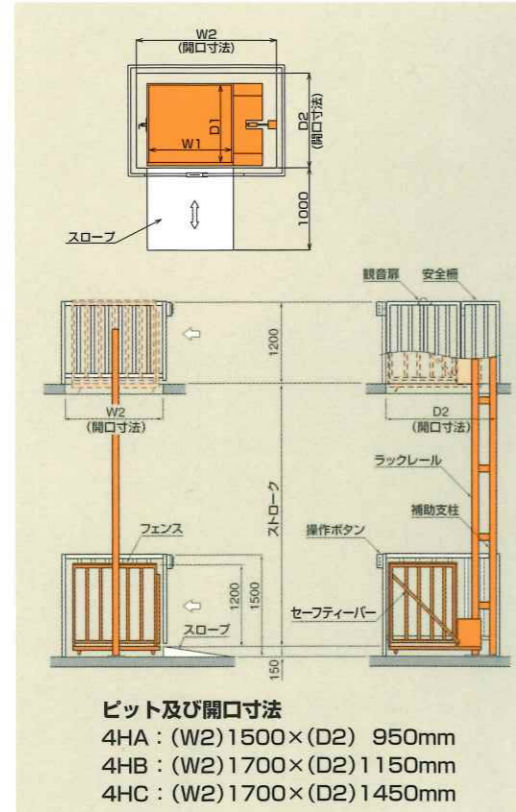 W2
(開口寸法)
D1
W1
D2
(開口寸法)
1000
スロープ
観音扉
安全柵
1200
W2
(開口寸法)
D2
(開口寸法)
ラックレール
ストローク
補助支柱
フェンス
操作ボタン
1200
1500
セーフティーバー
スロープ
150
ピット及び開口寸法
4HA：(W2)1500×(D2) 950mm
4HB：(W2)1700×(D2)1150mm
4HC：(W2)1700×(D2)1450mm